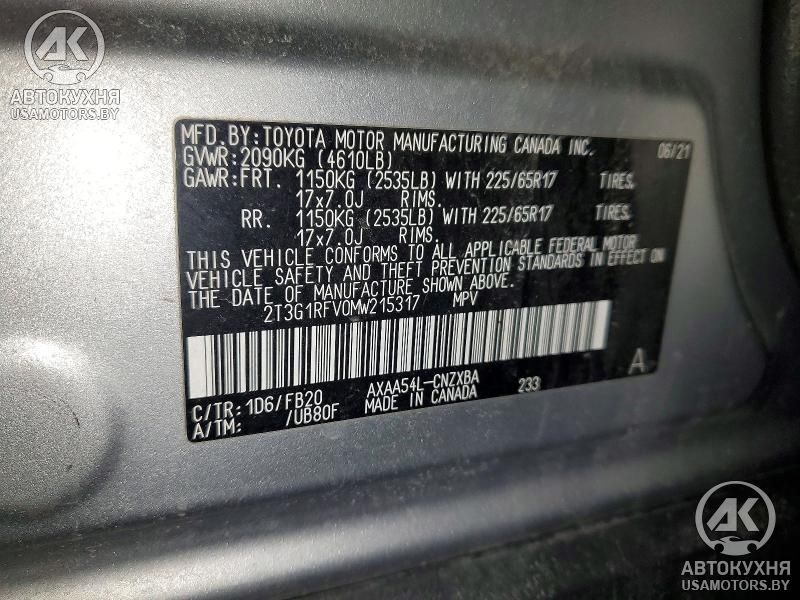 АК
АВТОКУХНЯ
USAMOTORS.BY
MFD. BY: TOYOTA MOTOR MANUFACTURING CANADA INC. 06/21
GVWR: 2090KG (4610LB)
GAWR: FRT. 1150KG (2535LB) WITH 225/65R17 TIRES.
17x7.0J RIMS.
RR. 1150KG (2535LB) WITH 225/65R17 TIRES.
17x7.0J RIMS.
THIS VEHICLE CONFORMS TO ALL APPLICABLE FEDERAL MOTOR
VEHICLE SAFETY AND THEFT PREVENTION STANDARDS IN EFFECT ON
THE DATE OF MANUFACTURE SHOWN ABOVE.
2T3G1RFV0MW215317 MPV
A
C/TR: 1D6/FB20 AXAA54L-CNZXBA 233
A/TM: /UB80F MADE IN CANADA
АК
АВТОКУХНЯ
USAMOTORS.BY